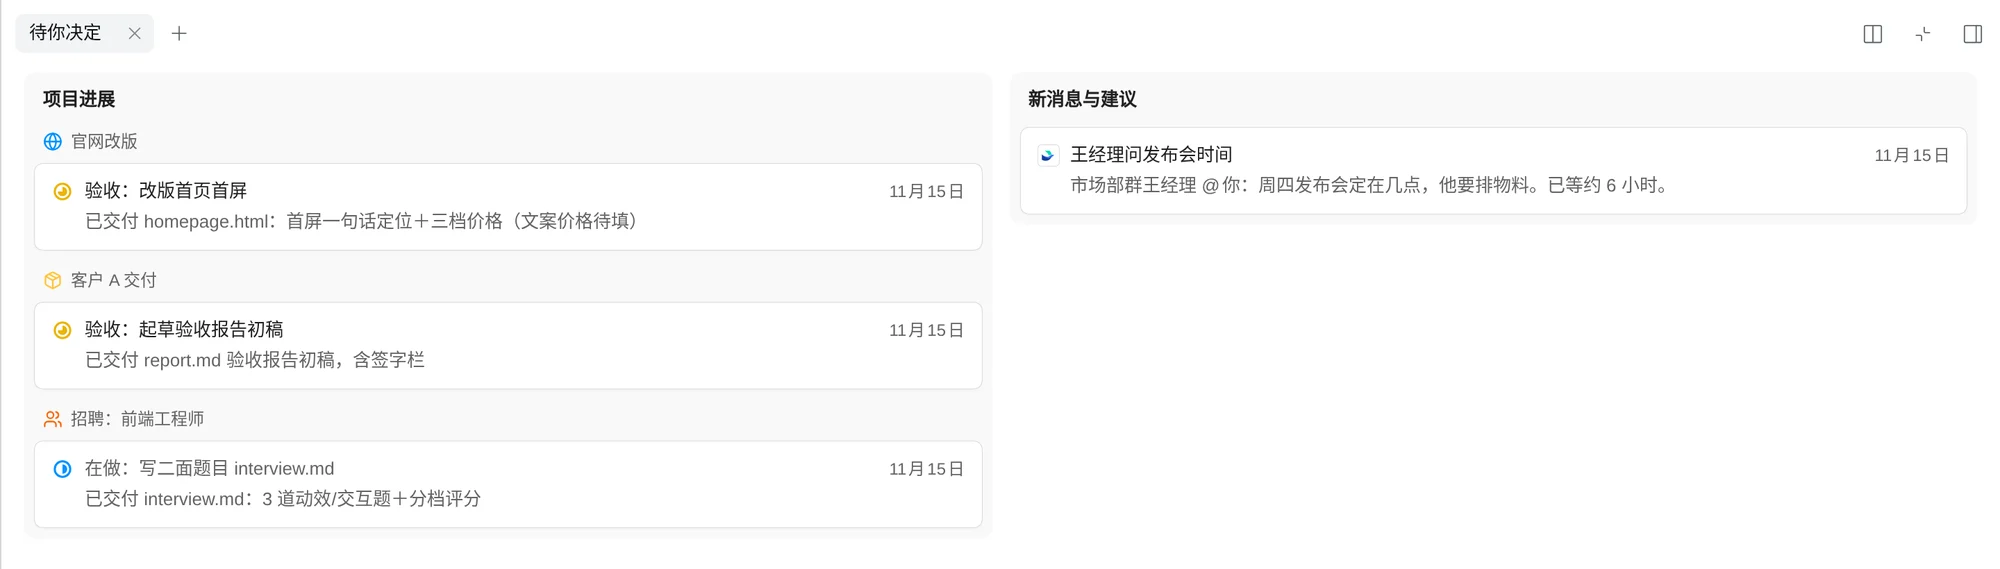 待你决定
项目进展
官网改版
验收：改版首页首屏
11月15日
已交付 homepage.html：首屏一句话定位＋三档价格（文案价格待填）
客户 A 交付
验收：起草验收报告初稿
11月15日
已交付 report.md 验收报告初稿，含签字栏
招聘：前端工程师
在做：写二面题目 interview.md
11月15日
已交付 interview.md：3 道动效/交互题＋分档评分
新消息与建议
王经理问发布会时间
11月15日
市场部群王经理 @你：周四发布会定在几点，他要排物料。已等约 6 小时。